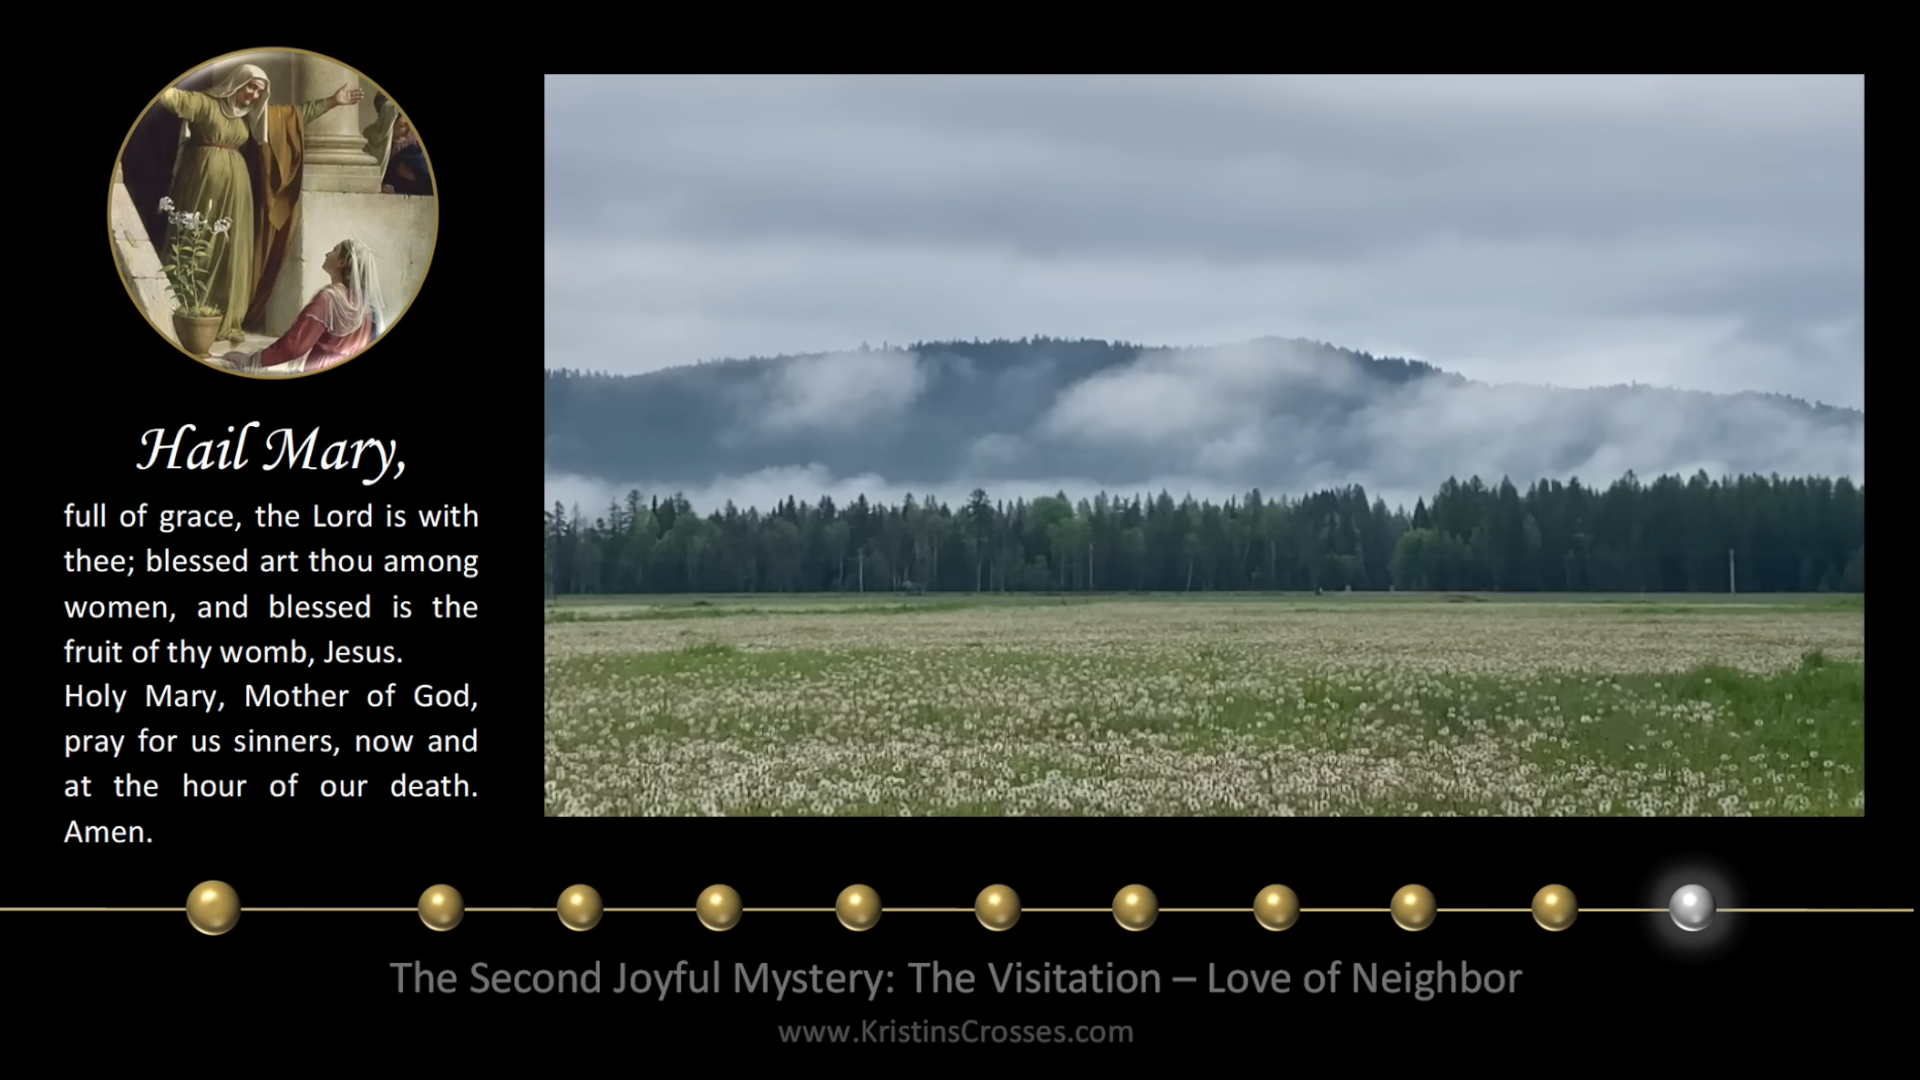 Hail Mary,
full of grace, the Lord is with
thee; blessed art thou among
women, and blessed is the
fruit of thy womb, Jesus.
Holy Mary, Mother of God,
pray for us sinners, now and
at the hour of our death.
Amen.
The Second Joyful Mystery: The Visitation – Love of Neighbor
www.KristinsCrosses.com